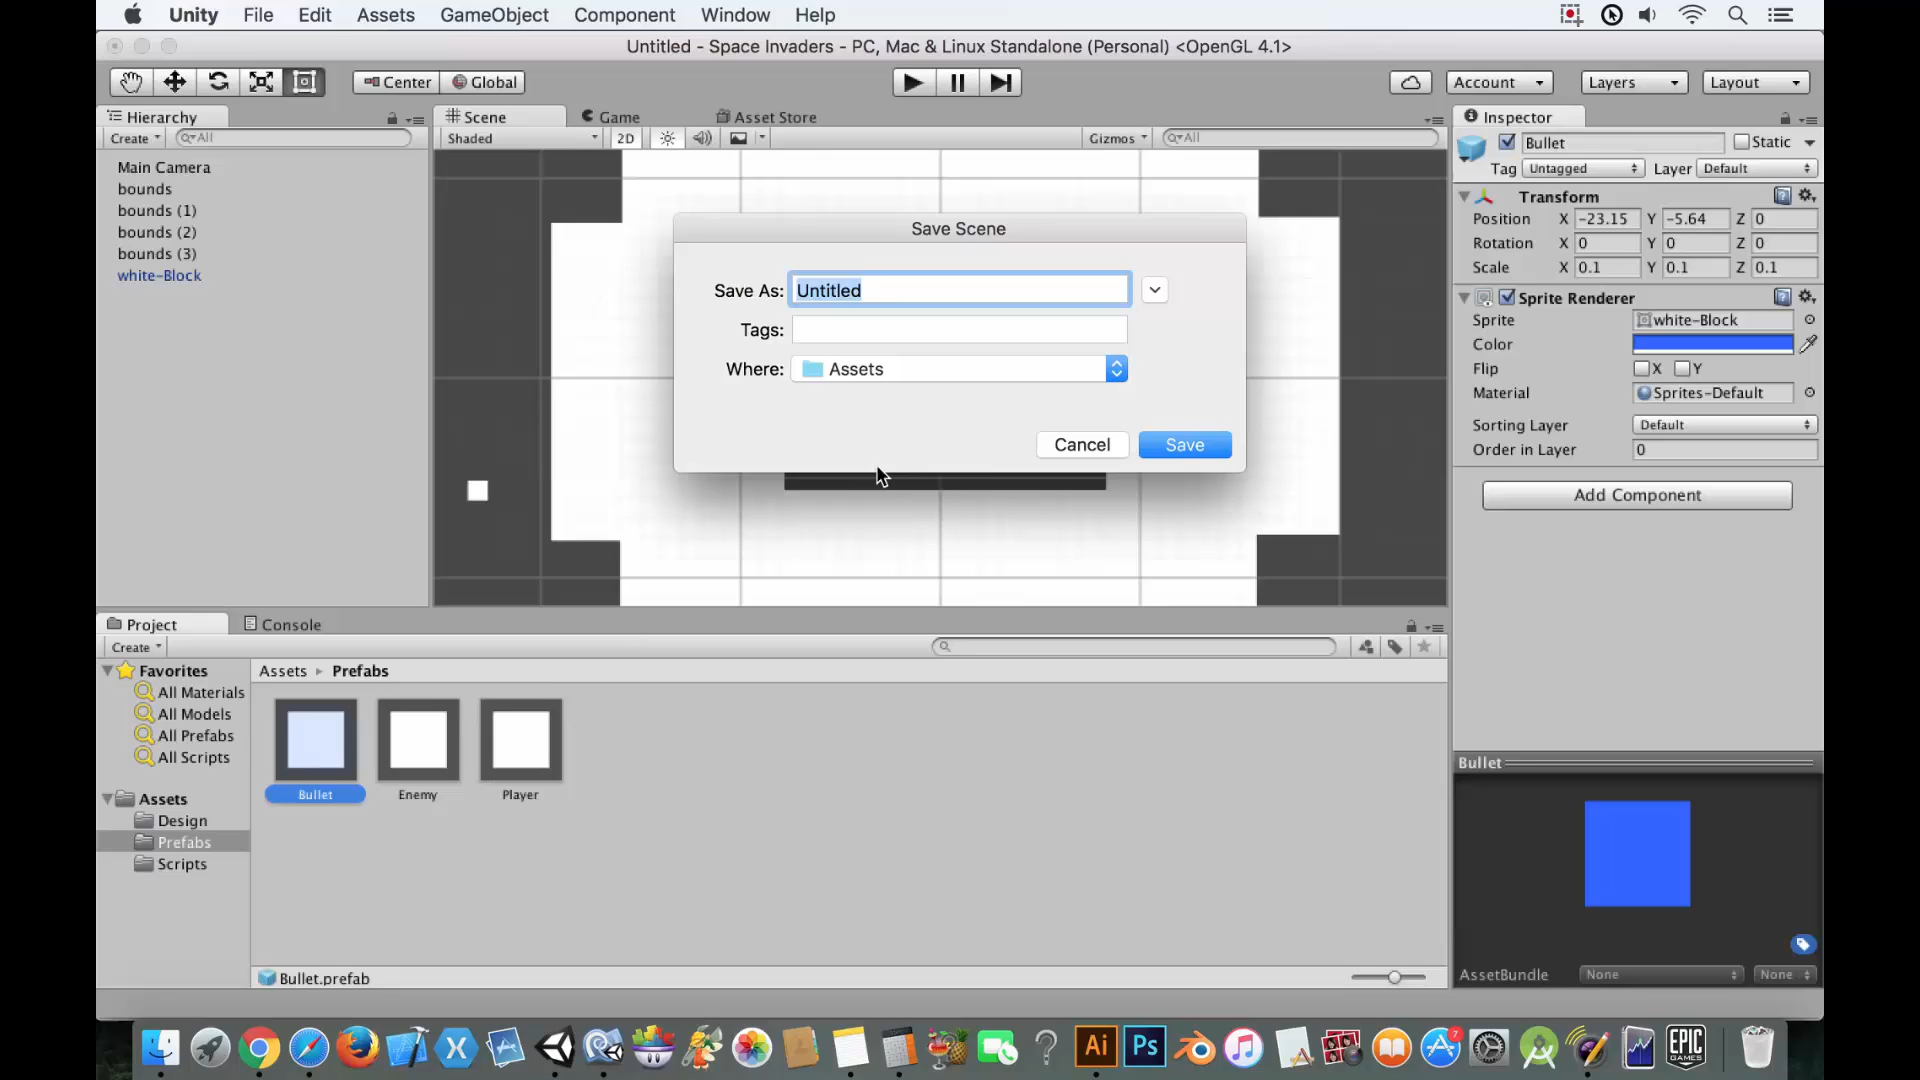 Unity File Edit Assets GameObject Component Window Help
Untitled - Space Invaders - PC, Mac & Linux Standalone (Personal) <OpenGL 4.1>
Center Global Account Layers Layout
Hierarchy Scene Game Asset Store Inspector
Create All Shaded 2D Gizmos All
Bullet Static
Tag Untagged Layer Default
Main Camera
bounds
bounds (1)
bounds (2)
bounds (3)
white-Block
Save Scene
Save As: Untitled
Tags:
Where: Assets
Cancel Save
Transform
Position X -23.15 Y -5.64 Z 0
Rotation X 0 Y 0 Z 0
Scale X 0.1 Y 0.1 Z 0.1
Sprite Renderer
Sprite white-Block
Color
Flip X Y
Material Sprites-Default
Sorting Layer Default
Order in Layer 0
Add Component
Project Console
Create
Favorites
All Materials
All Models
All Prefabs
All Scripts
Assets
Design
Prefabs
Scripts
Assets Prefabs
Bullet Enemy Player
Bullet.prefab
Bullet
AssetBundle None None
Ai Ps 7 EPIC GAMES